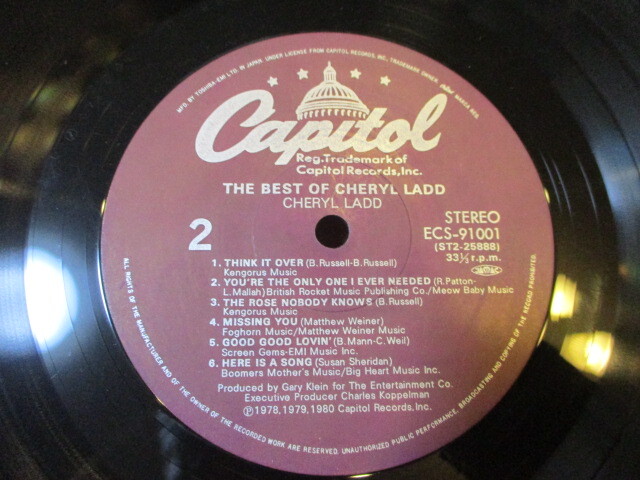 MFD. BY TOSHIBA-EMI LTD. IN JAPAN, UNDER LICENSE FROM CAPITOL RECORDS, INC., TRADEMARK OWNER,
Capitol
Reg. Trademark of
Capitol Records, Inc.
THE BEST OF CHERYL LADD
CHERYL LADD
2
STEREO
ECS-91001
(ST2-25888)
33⅓ r.p.m.
1. THINK IT OVER (B. Russell-B. Russell)
Kengorus Music
2. YOU'RE THE ONLY ONE I EVER NEEDED (R. Patton-
L. Mallah) British Rocket Music Publishing Co./Meow Baby Music
3. THE ROSE NOBODY KNOWS (B. Russell)
Kengorus Music
4. MISSING YOU (Matthew Weiner)
Foghorn Music/Matthew Weiner Music
5. GOOD GOOD LOVIN' (B. Mann-C. Weil)
Screen Gems-EMI Music Inc.
6. HERE IS A SONG (Susan Sheridan)
Boomers Mother's Music/Big Heart Music Inc.
Produced by Gary Klein for The Entertainment Co.
Executive Producer Charles Koppelman
℗1978, 1979, 1980 Capitol Records, Inc.
ALL RIGHTS OF THE MANUFACTURER AND OF THE OWNER OF THE RECORDED WORK ARE RESERVED. UNAUTHORIZED PUBLIC PERFORMANCE, BROADCASTING AND COPYING OF THE RECORD PROHIBITED.